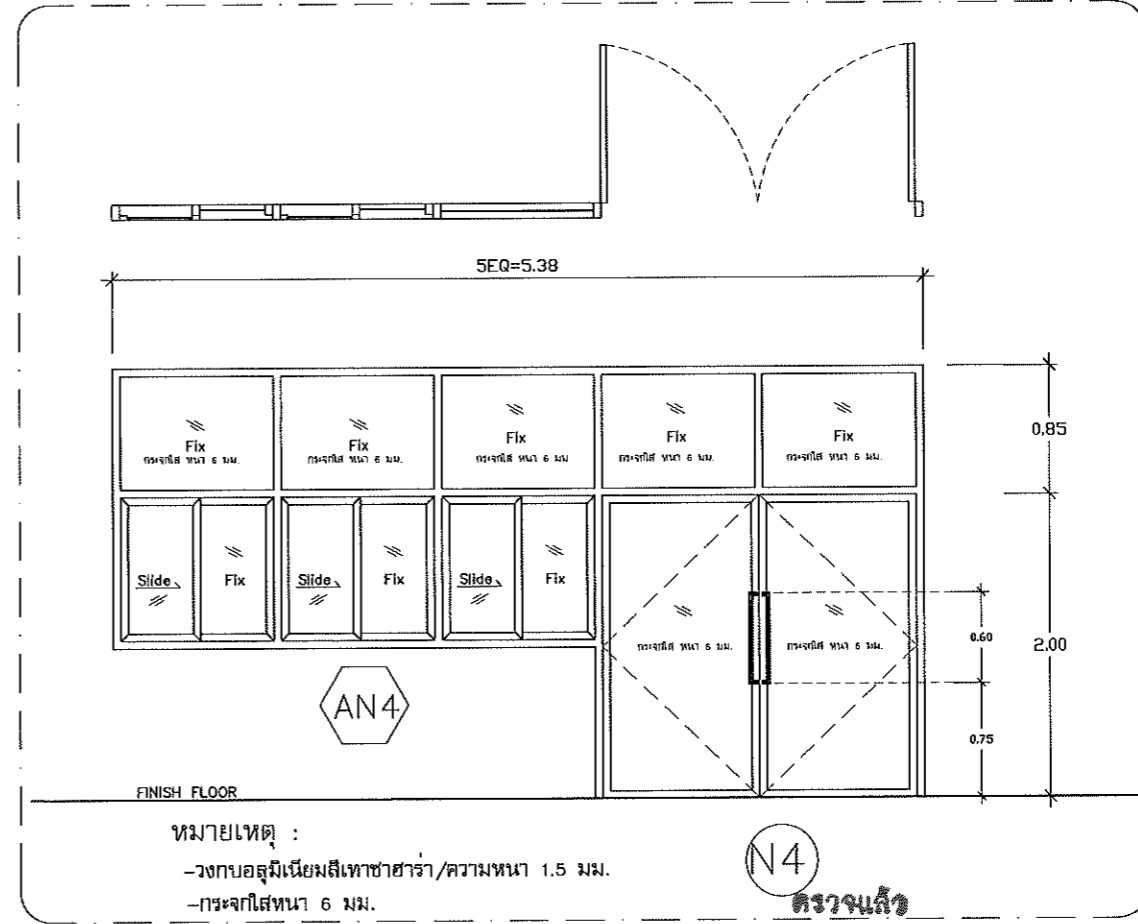 5EQ=5.38
Fix
กระจกใส หนา 6 มม.
Fix
กระจกใส หนา 6 มม.
Fix
กระจกใส หนา 6 มม
Fix
กระจกใส หนา 6 มม.
Fix
กระจกใส หนา 6 มม.
0.85
Slide
Fix
Slide
Fix
Slide
Fix
กระจกใส หนา 6 มม.
กระจกใส หนา 6 มม.
0.60
2.00
0.75
AN4
FINISH FLOOR
หมายเหตุ :
-วงกบอลูมิเนียมสีเทาซาฮาร่า/ความหนา 1.5 มม.
-กระจกใสหนา 6 มม.
N4
ตรวจแล้ว